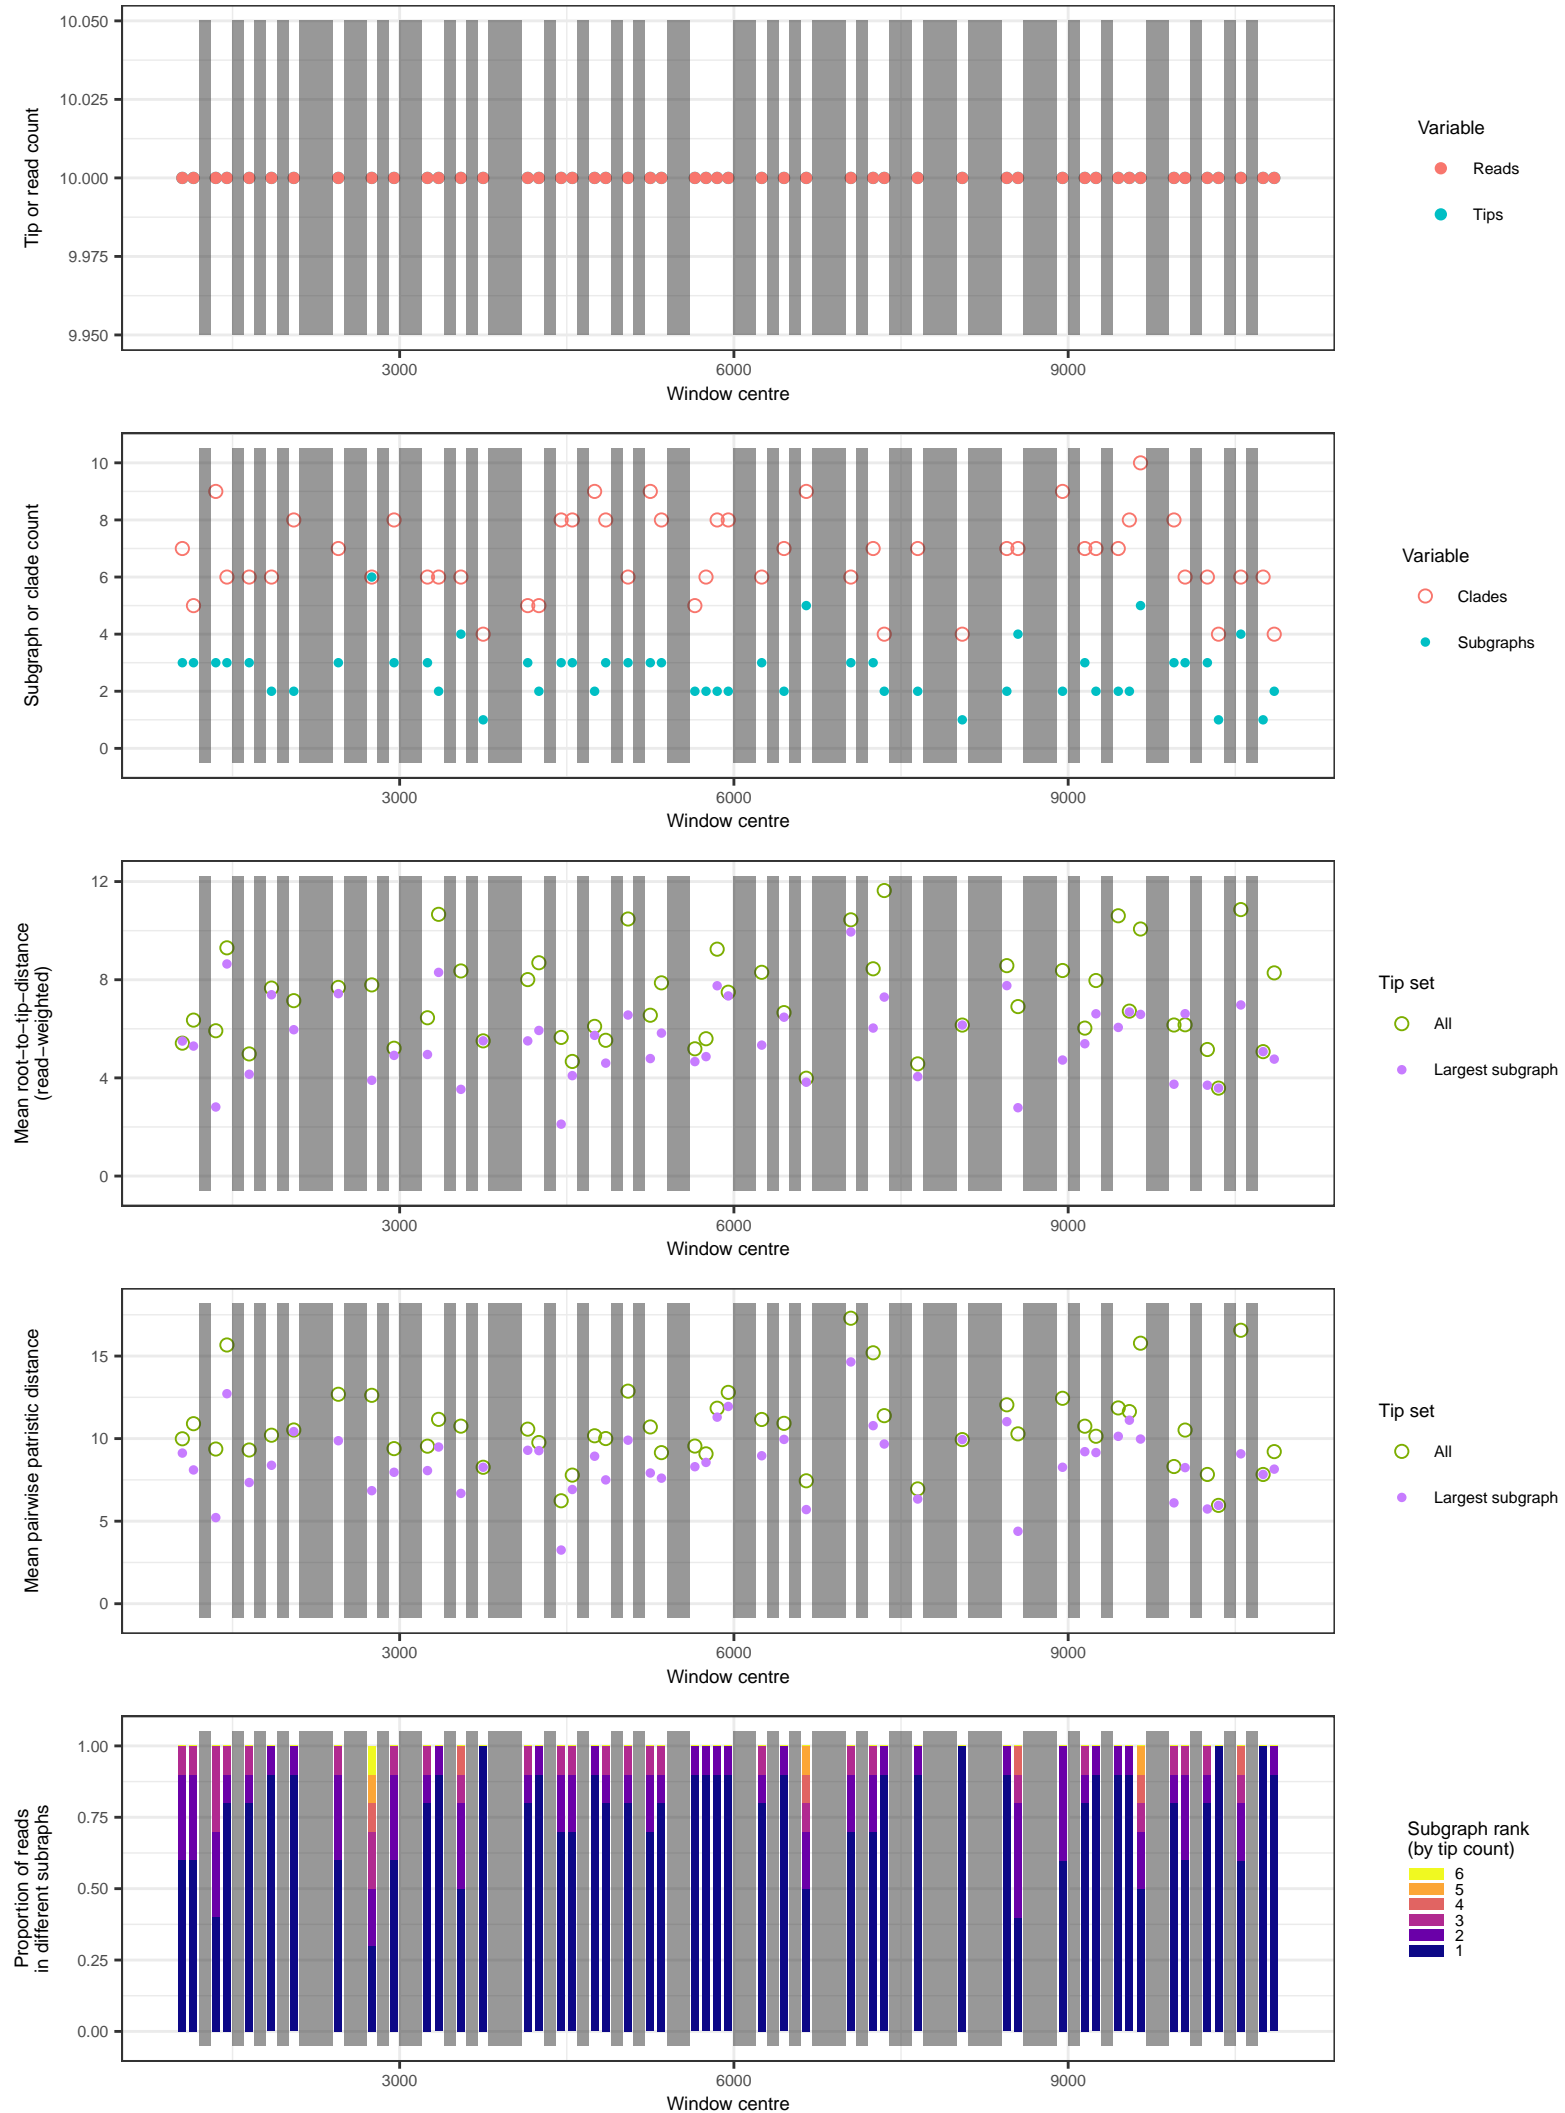 10.050
10.025
10.000
9.975
9.950
Tip or read count
3000 6000 9000
Window centre
Variable
Reads
Tips
10
8
6
4
2
0
Subgraph or clade count
3000 6000 9000
Window centre
Variable
Clades
Subgraphs
12
8
4
0
Mean root−to−tip−distance
(read−weighted)
3000 6000 9000
Window centre
Tip set
All
Largest subgraph
15
10
5
0
Mean pairwise patristic distance
3000 6000 9000
Window centre
Tip set
All
Largest subgraph
1.00
0.75
0.50
0.25
0.00
Proportion of reads
in different subraphs
3000 6000 9000
Window centre
Subgraph rank
(by tip count)
6
5
4
3
2
1